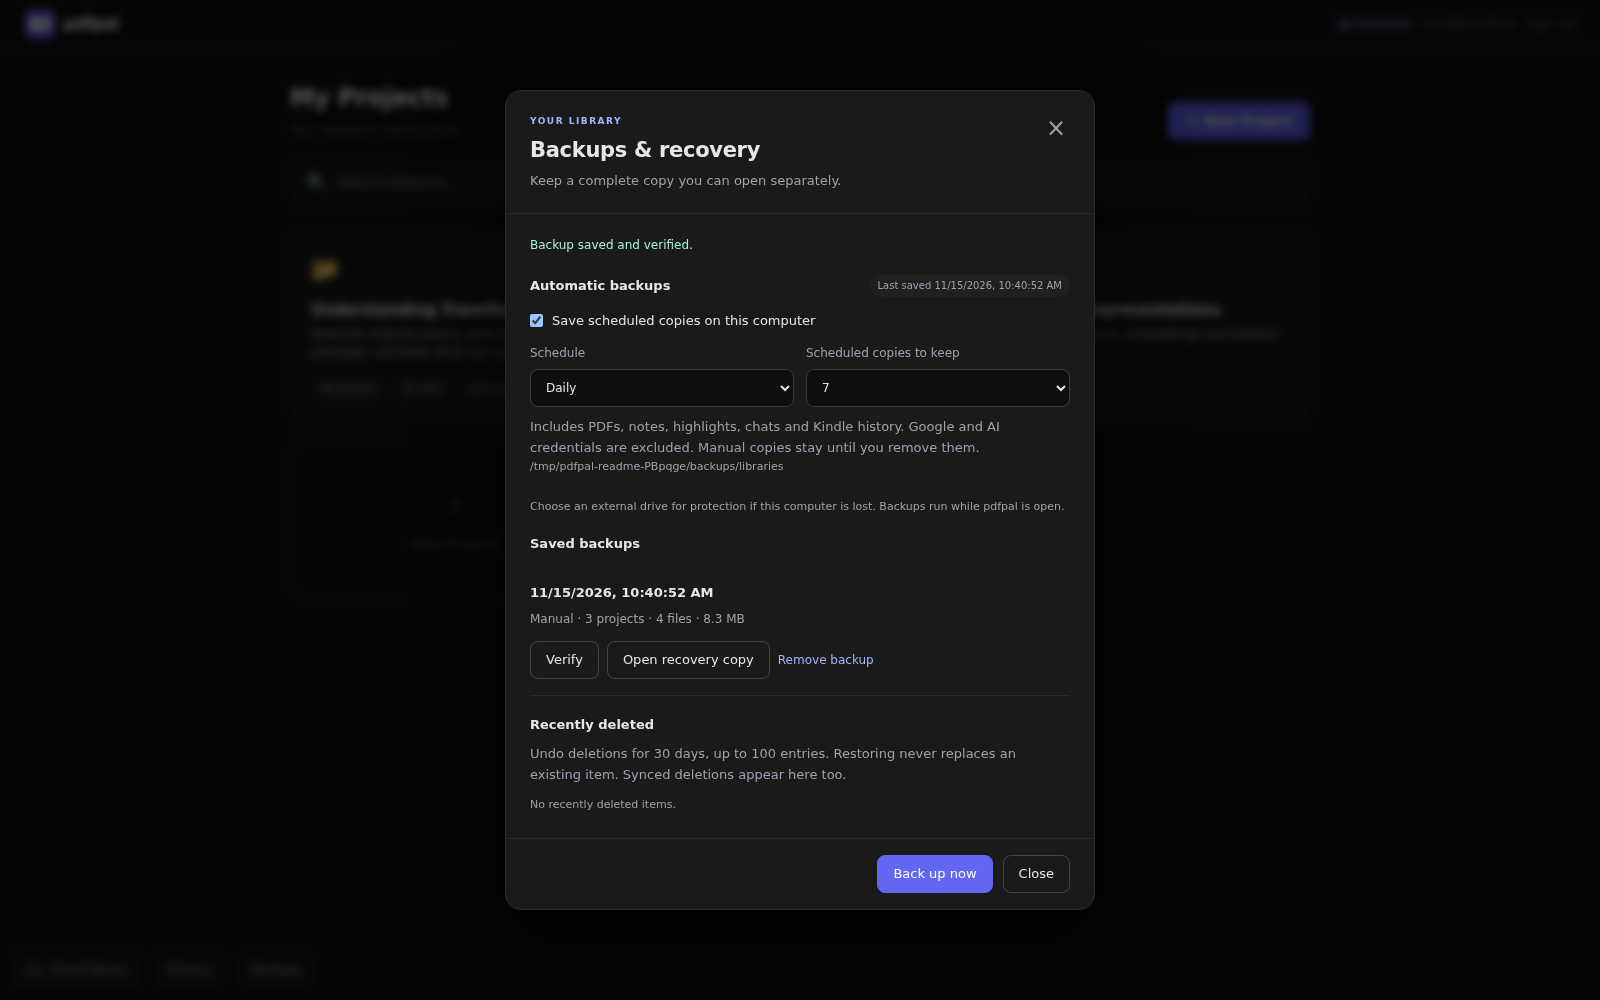 pdfpal
My Projects
YOUR LIBRARY
Backups & recovery
Keep a complete copy you can open separately.
Backup saved and verified.
Automatic backups
Last saved 11/15/2026, 10:40:52 AM
Save scheduled copies on this computer
Schedule
Scheduled copies to keep
Daily
7
Includes PDFs, notes, highlights, chats and Kindle history. Google and AI
credentials are excluded. Manual copies stay until you remove them.
/tmp/pdfpal-readme-PBpqge/backups/libraries
Choose an external drive for protection if this computer is lost. Backups run while pdfpal is open.
Saved backups
11/15/2026, 10:40:52 AM
Manual · 3 projects · 4 files · 8.3 MB
Verify
Open recovery copy
Remove backup
Recently deleted
Undo deletions for 30 days, up to 100 entries. Restoring never replaces an
existing item. Synced deletions appear here too.
No recently deleted items.
Back up now
Close